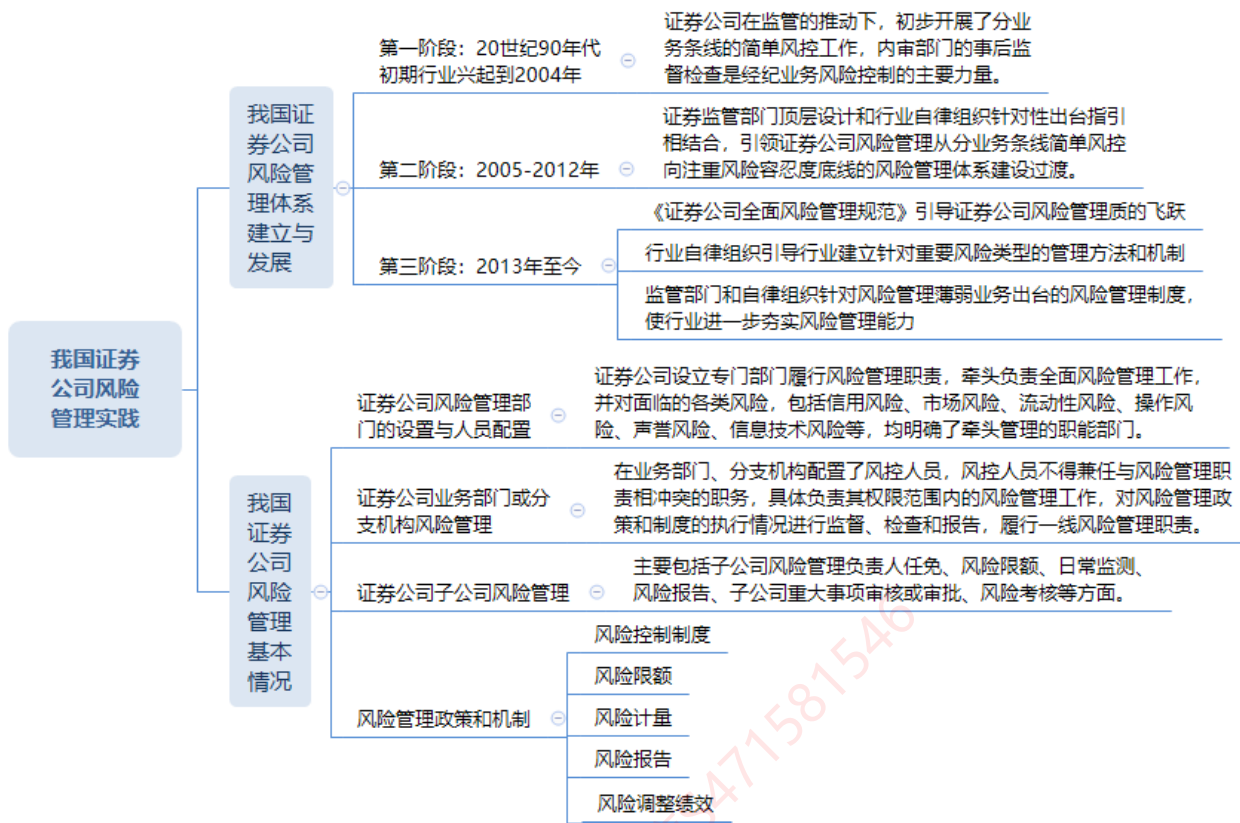 我国证券
公司风险
管理实践
我国证
券公司
风险管
理体系
建立与
发展
第一阶段：20世纪90年代
初期行业兴起到2004年
证券公司在监管的推动下，初步开展了分业
务条线的简单风控工作，内审部门的事后监
督检查是经纪业务风险控制的主要力量。
第二阶段：2005-2012年
证券监管部门顶层设计和行业自律组织针对性出台指引
相结合，引领证券公司风险管理从分业务条线简单风控
向注重风险容忍度底线的风险管理体系建设过渡。
第三阶段：2013年至今
《证券公司全面风险管理规范》引导证券公司风险管理质的飞跃
行业自律组织引导行业建立针对重要风险类型的管理方法和机制
监管部门和自律组织针对风险管理薄弱业务出台的风险管理制度，
使行业进一步夯实风险管理能力
我国
证券
公司
风险
管理
基本
情况
证券公司风险管理部
门的设置与人员配置
证券公司设立专门部门履行风险管理职责，牵头负责全面风险管理工作，
并对面临的各类风险，包括信用风险、市场风险、流动性风险、操作风
险、声誉风险、信息技术风险等，均明确了牵头管理的职能部门。
证券公司业务部门或分
支机构风险管理
在业务部门、分支机构配置了风控人员，风控人员不得兼任与风险管理职
责相冲突的职务，具体负责其权限范围内的风险管理工作，对风险管理政
策和制度的执行情况进行监督、检查和报告，履行一线风险管理职责。
证券公司子公司风险管理
主要包括子公司风险管理负责人任免、风险限额、日常监测、
风险报告、子公司重大事项审核或审批、风险考核等方面。
风险管理政策和机制
风险控制制度
风险限额
风险计量
风险报告
风险调整绩效